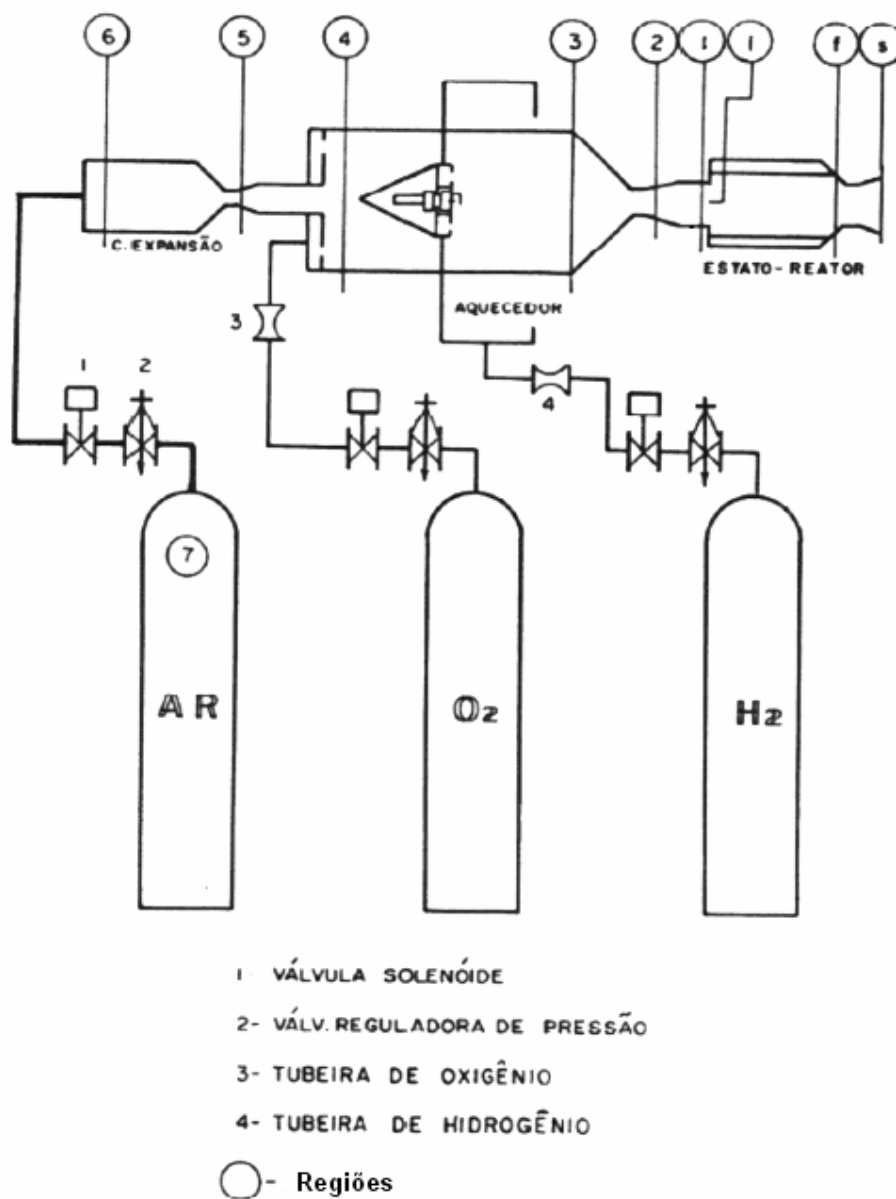 6 5 4 3 2 1 i f s
C. EXPANSÃO
ESTATO-REATOR
AQUECEDOR
3
1 2
4
7
AR O2 H2
1 VÁLVULA SOLENÓIDE
2- VÁLV. REGULADORA DE PRESSÃO
3- TUBEIRA DE OXIGÊNIO
4- TUBEIRA DE HIDROGÊNIO
- Regiões